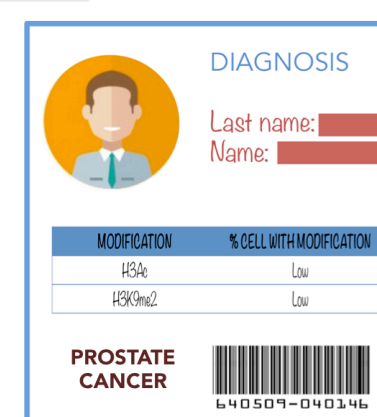 DIAGNOSIS
Last name:
Name:
MODIFICATION % CELL WITH MODIFICATION
H3Ac Low
H3K9me2 Low
PROSTATE
CANCER
640509-040146